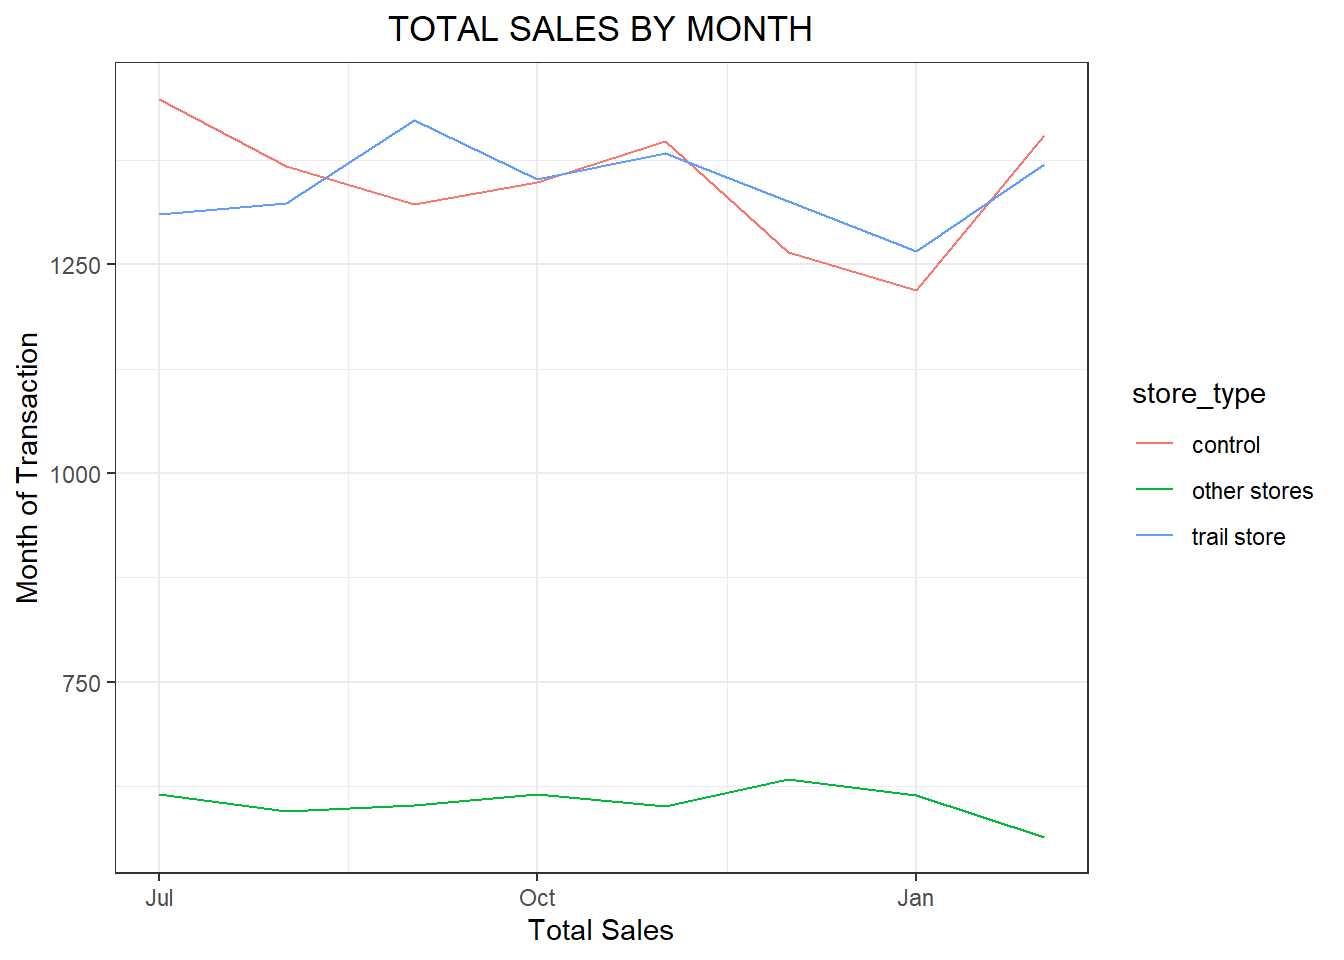 TOTAL SALES BY MONTH
Month of Transaction
1250
1000
750
Jul
Oct
Jan
Total Sales
store_type
control
other stores
trail store